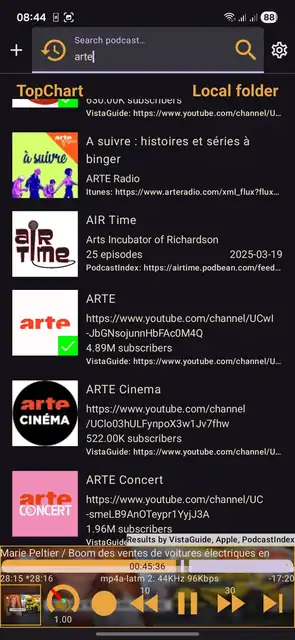 08:44
88
Search podcast...
arte
TopChart
Local folder
630.00K subscribers
VistaGuide: https://www.youtube.com/channel/U...
arte
à suivre
A suivre : histoires et séries à
binger
ARTE Radio
Itunes: https://www.arteradio.com/xml_flux?flux...
AIR
TIME
AIR Time
Arts Incubator of Richardson
25 episodes
2025-03-19
PodcastIndex: https://airtime.podbean.com/feed...
arte
ARTE
https://www.youtube.com/channel/UCwI
-JbGNsojunnHbFAc0M4Q
4.89M subscribers
VistaGuide: https://www.youtube.com/channel/U...
arte
CINÉMA
ARTE Cinema
https://www.youtube.com/channel
/UClo03hULFynpoX3w1Jv7fhw
522.00K subscribers
VistaGuide: https://www.youtube.com/channel/U...
arte
CONCERT
ARTE Concert
https://www.youtube.com/channel/UC
-smeLB9AnOTeypr1YyjJ3A
1.96M subscribers
Results by VistaGuide, Apple, PodcastIndex
Marie Peltier / Boom des ventes de voitures électriques en
00:45:36
28:15 *28:16
mp4a-latm 2: 44KHz 96Kbps
-17:20
10
30
1.00